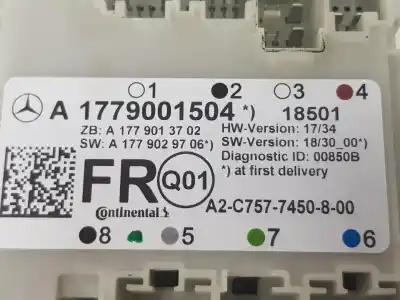 1 2 3 4
A 1779001504 *) 18501
ZB: A 177 901 37 02 HW-Version: 17/34
SW: A 177 902 97 06*) SW-Version: 18/30_00*)
Diagnostic ID: 00850B
*) at first delivery
FR Q01
Continental A2-C757-7450-8-00
8 5 7 6